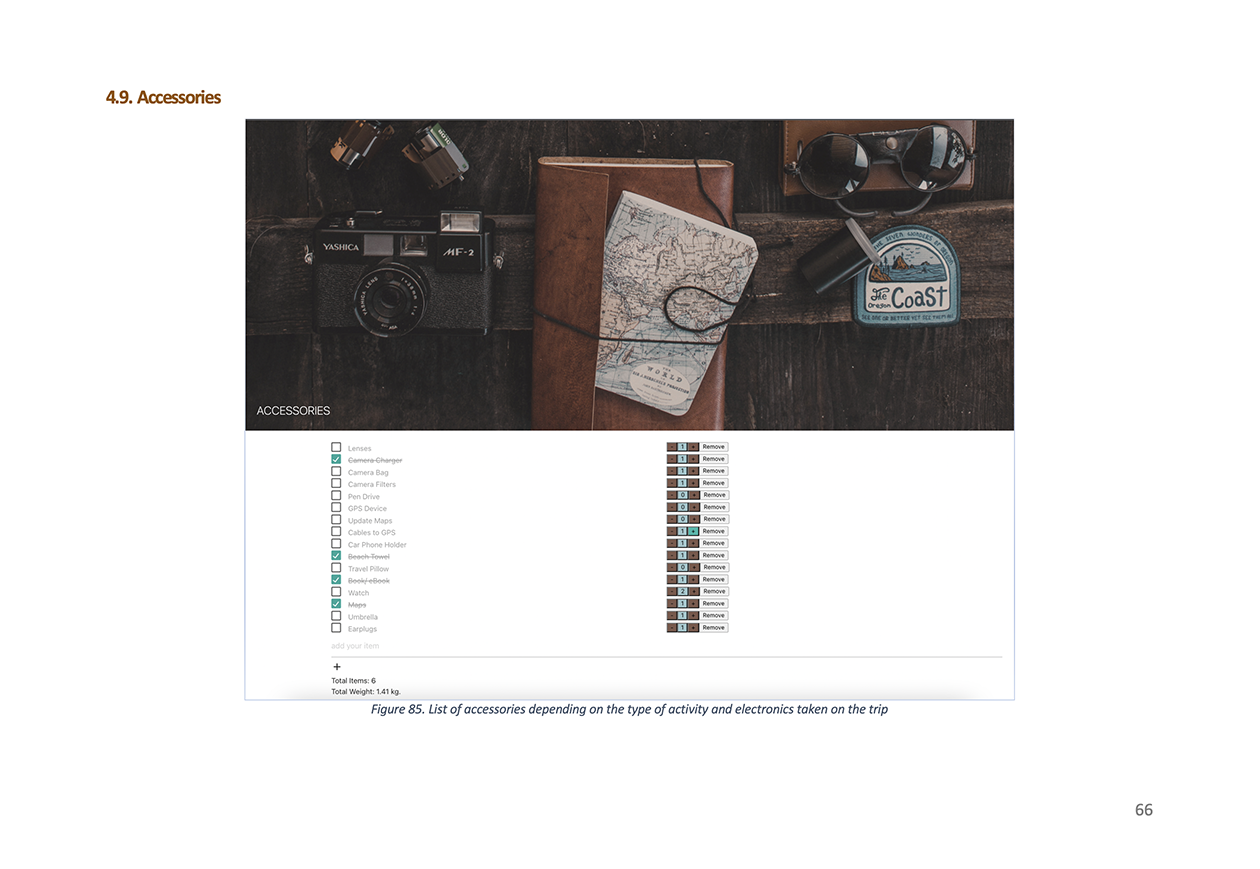 4.9. Accessories
YASHICA
MF-2
YASHICA LENS
THE
WORLD
The
Oregon
Coast
ACCESSORIES
Lenses - 1 + Remove
Camera Charger - 1 + Remove
Camera Bag - 1 + Remove
Camera Filters - 1 + Remove
Pen Drive - 0 + Remove
GPS Device - 0 + Remove
Update Maps - 0 + Remove
Cables to GPS - 1 + Remove
Car Phone Holder - 1 + Remove
Beach Towel - 1 + Remove
Travel Pillow - 0 + Remove
Book/ eBook - 1 + Remove
Watch - 2 + Remove
Maps - 1 + Remove
Umbrella - 1 + Remove
Earplugs - 1 + Remove
add your item
+
Total Items: 6
Total Weight: 1.41 kg.
Figure 85. List of accessories depending on the type of activity and electronics taken on the trip
66